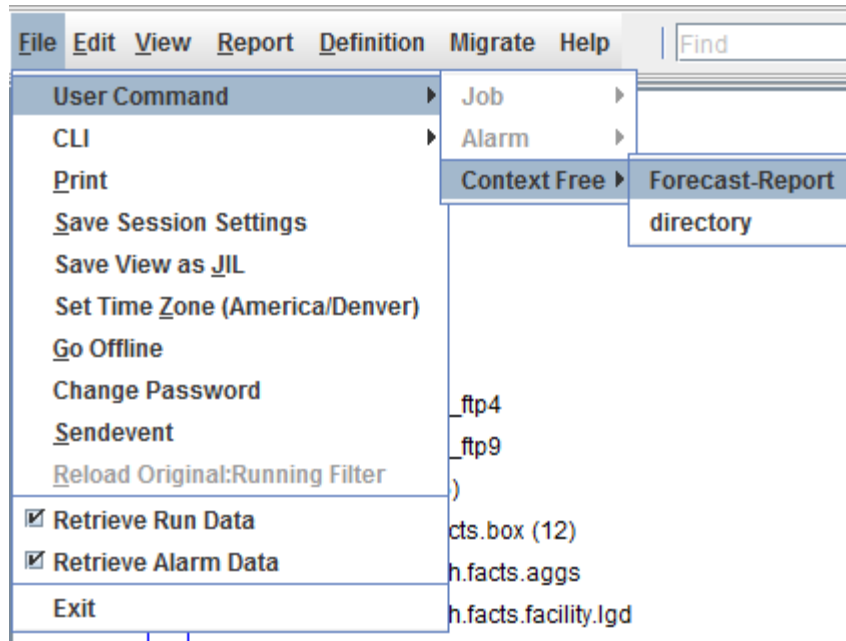 File Edit View Report Definition Migrate Help Find
User Command
CLI
Print
Save Session Settings
Save View as JIL
Set Time Zone (America/Denver)
Go Offline
Change Password
Sendevent
Reload Original:Running Filter
Retrieve Run Data
Retrieve Alarm Data
Exit
Job
Alarm
Context Free
Forecast-Report
directory
_ftp4
_ftp9
)
cts.box (12)
h.facts.aggs
h.facts.facility.lgd